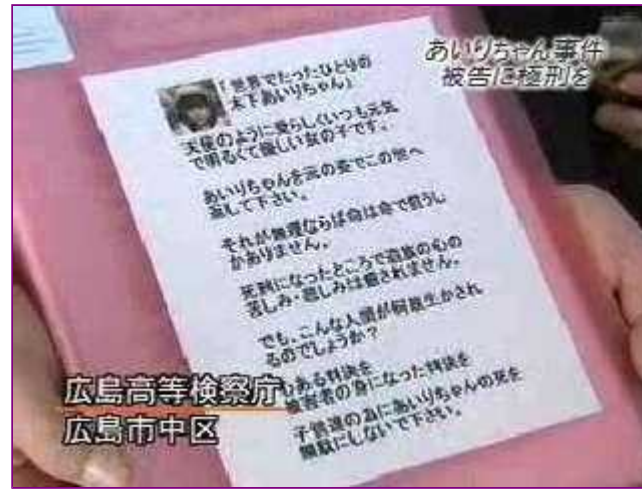 あいりちゃん事件
被告に極刑を
「世界でたったひとりの
木下あいりちゃん」
天使のように愛らしくいつも元気
で明るくて優しい女の子です。
あいりちゃんを元の姿でこの世へ
返して下さい。
それが無理ならば命は命で償うし
かありません。
死刑になったところで遺族の心の
苦しみ・悲しみは癒されません。
でも、こんな人間が何故生かされ
るのでしょうか?
ある判決を
被害者の身になった判決を
子供達の為にあいりちゃんの死を
無駄にしないで下さい。
広島高等検察庁
広島市中区